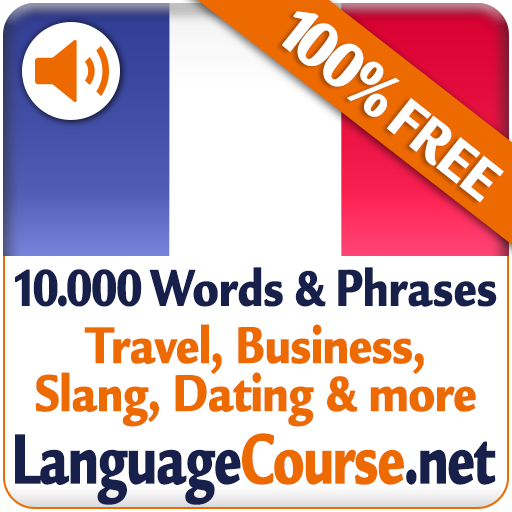 100% FREE
10.000 Words & Phrases
Travel, Business,
Slang, Dating & more
LanguageCourse.net